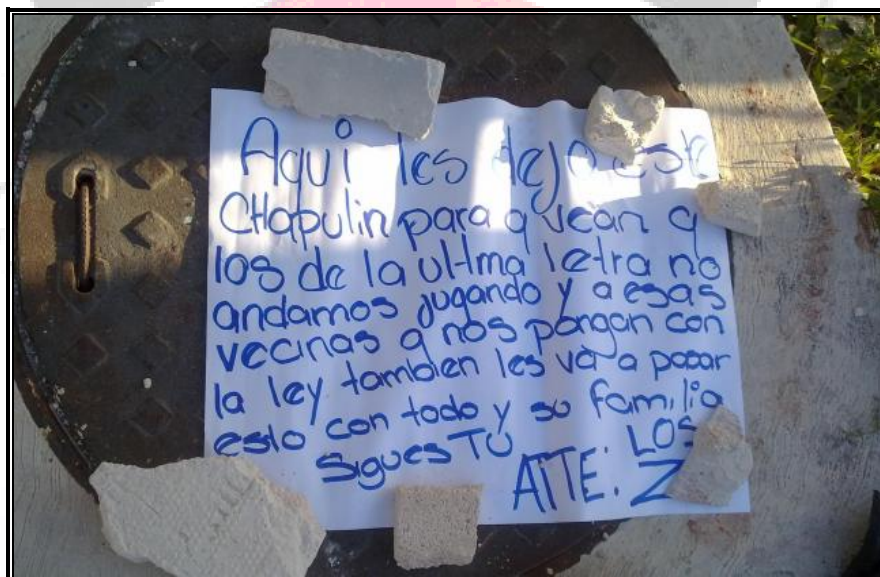 Aqui les dejo este
CHapulin para q vean q
los de la ultma letra no
andamos jugando y a esas
vecinas q nos pongan con
la ley tambien les va a pasar
esto con todo y su familia
sigues TU
ATTE: LOS
Z